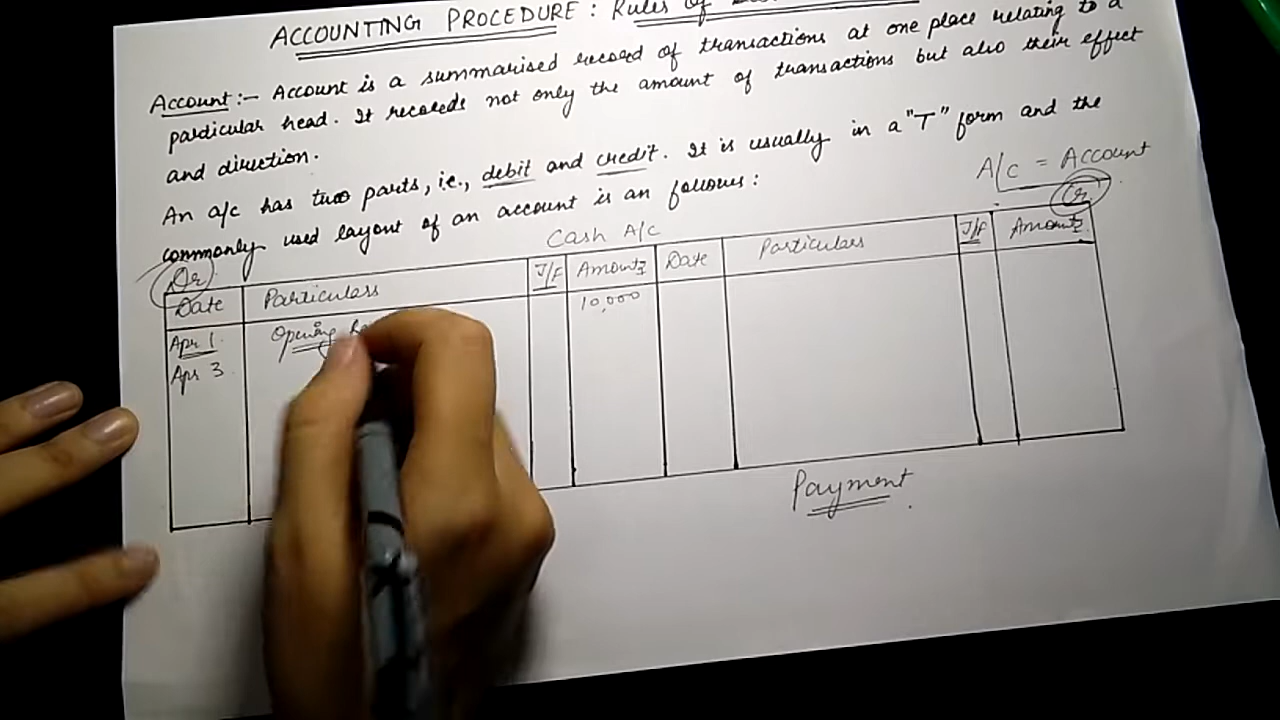 ACCOUNTING PROCEDURE : Rules of
Account :- Account is a summarised record of transactions at one place relating to a
particular head. It records not only the amount of transactions but also their effect
and direction.
An a/c has two parts, i.e., debit and credit. It is usually in a "T" form and the
commonly used layout of an account is an follows :
A/c = Account
Cash A/C
Dr
Cr
Date Particulars J/F Amount₹ Date Particulars J/F Amount₹
Apr 1 Opening 10,000
Apr 3
Payment